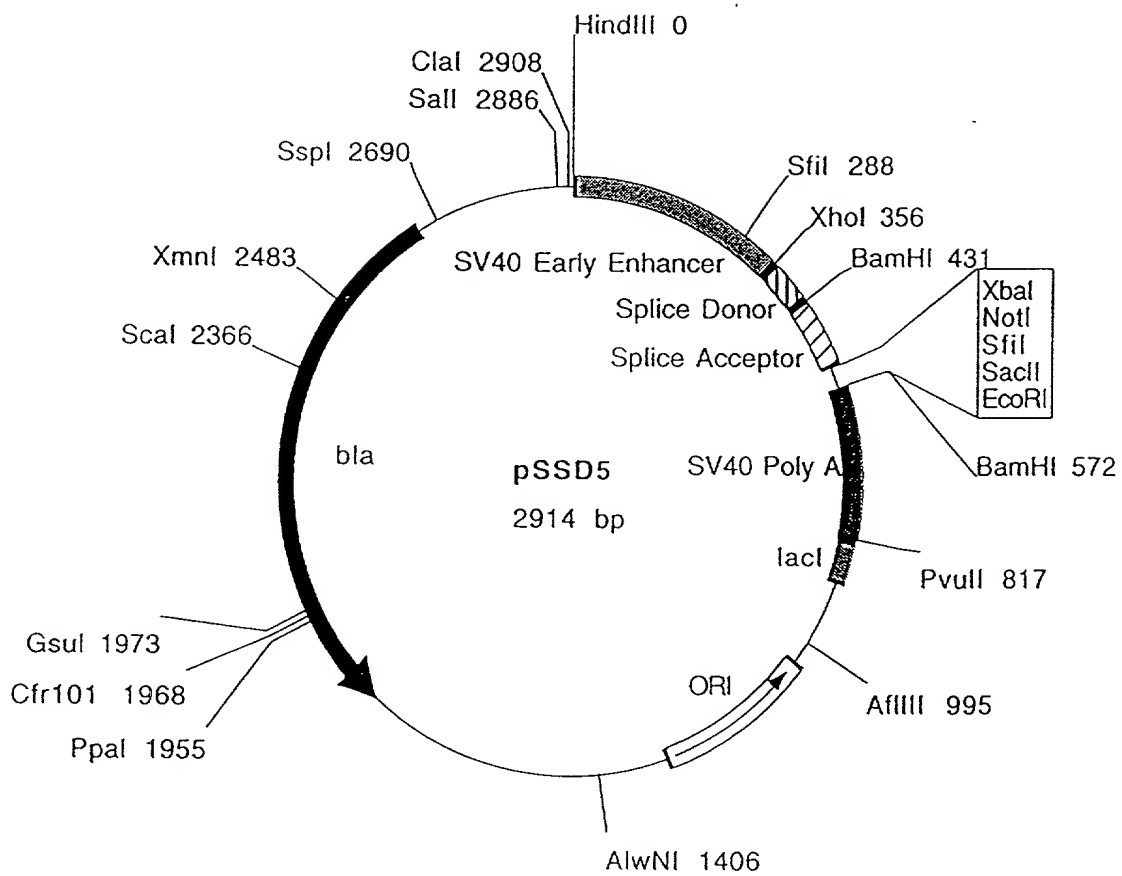 HindIII 0
ClaI 2908
SalI 2886
SspI 2690
SfiI 288
XhoI 356
XmnI 2483
SV40 Early Enhancer
BamHI 431
XbaI
NotI
SfiI
SacII
EcoRI
Splice Donor
ScaI 2366
Splice Acceptor
bla
pSSD5
2914 bp
SV40 Poly A
BamHI 572
lacI
PvuII 817
GsuI 1973
Cfr101 1968
PpaI 1955
ORI
AflIII 995
AlwNI 1406